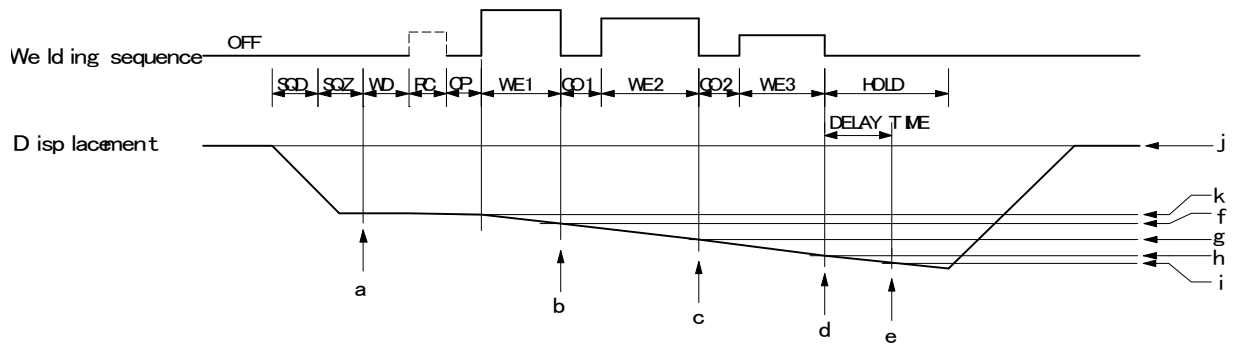 OFF
Welding sequence
SQD SQZ WD PC CP WE1 CO1 WE2 CO2 WE3 HOLD
DELAY TIME
Displacement
j
k
f
g
h
i
a
b
c
d
e